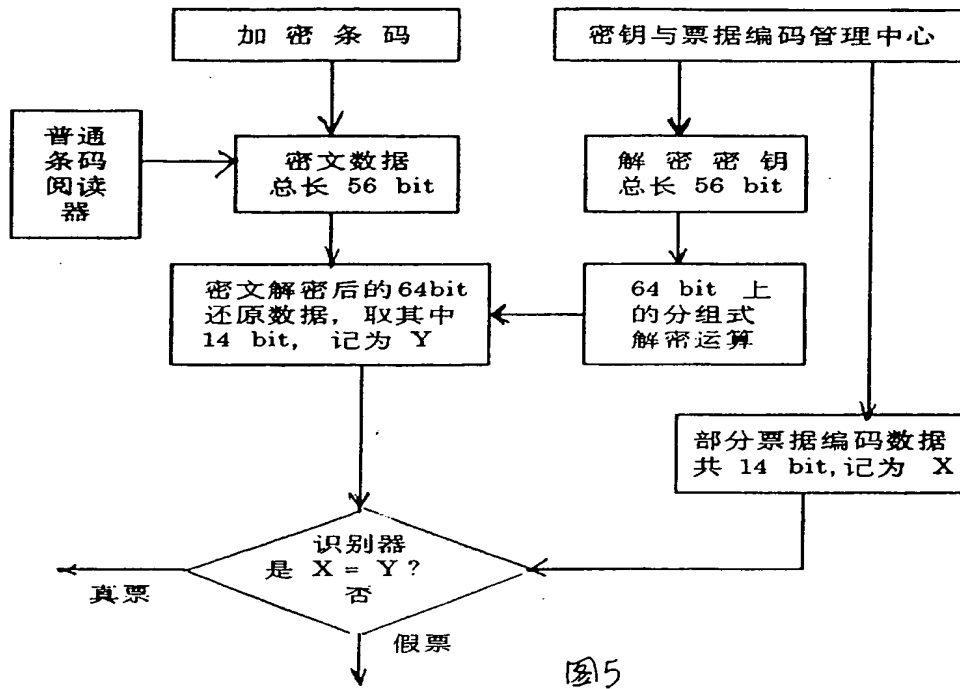 加密条码
密钥与票据编码管理中心
普通
条码
阅读
器
密文数据
总长 56 bit
解密密钥
总长 56 bit
密文解密后的64bit
还原数据，取其中
14 bit， 记为 Y
64 bit 上
的分组式
解密运算
部分票据编码数据
共 14 bit,记为 X
识别器
是 X = Y?
否
真票
假票
图5